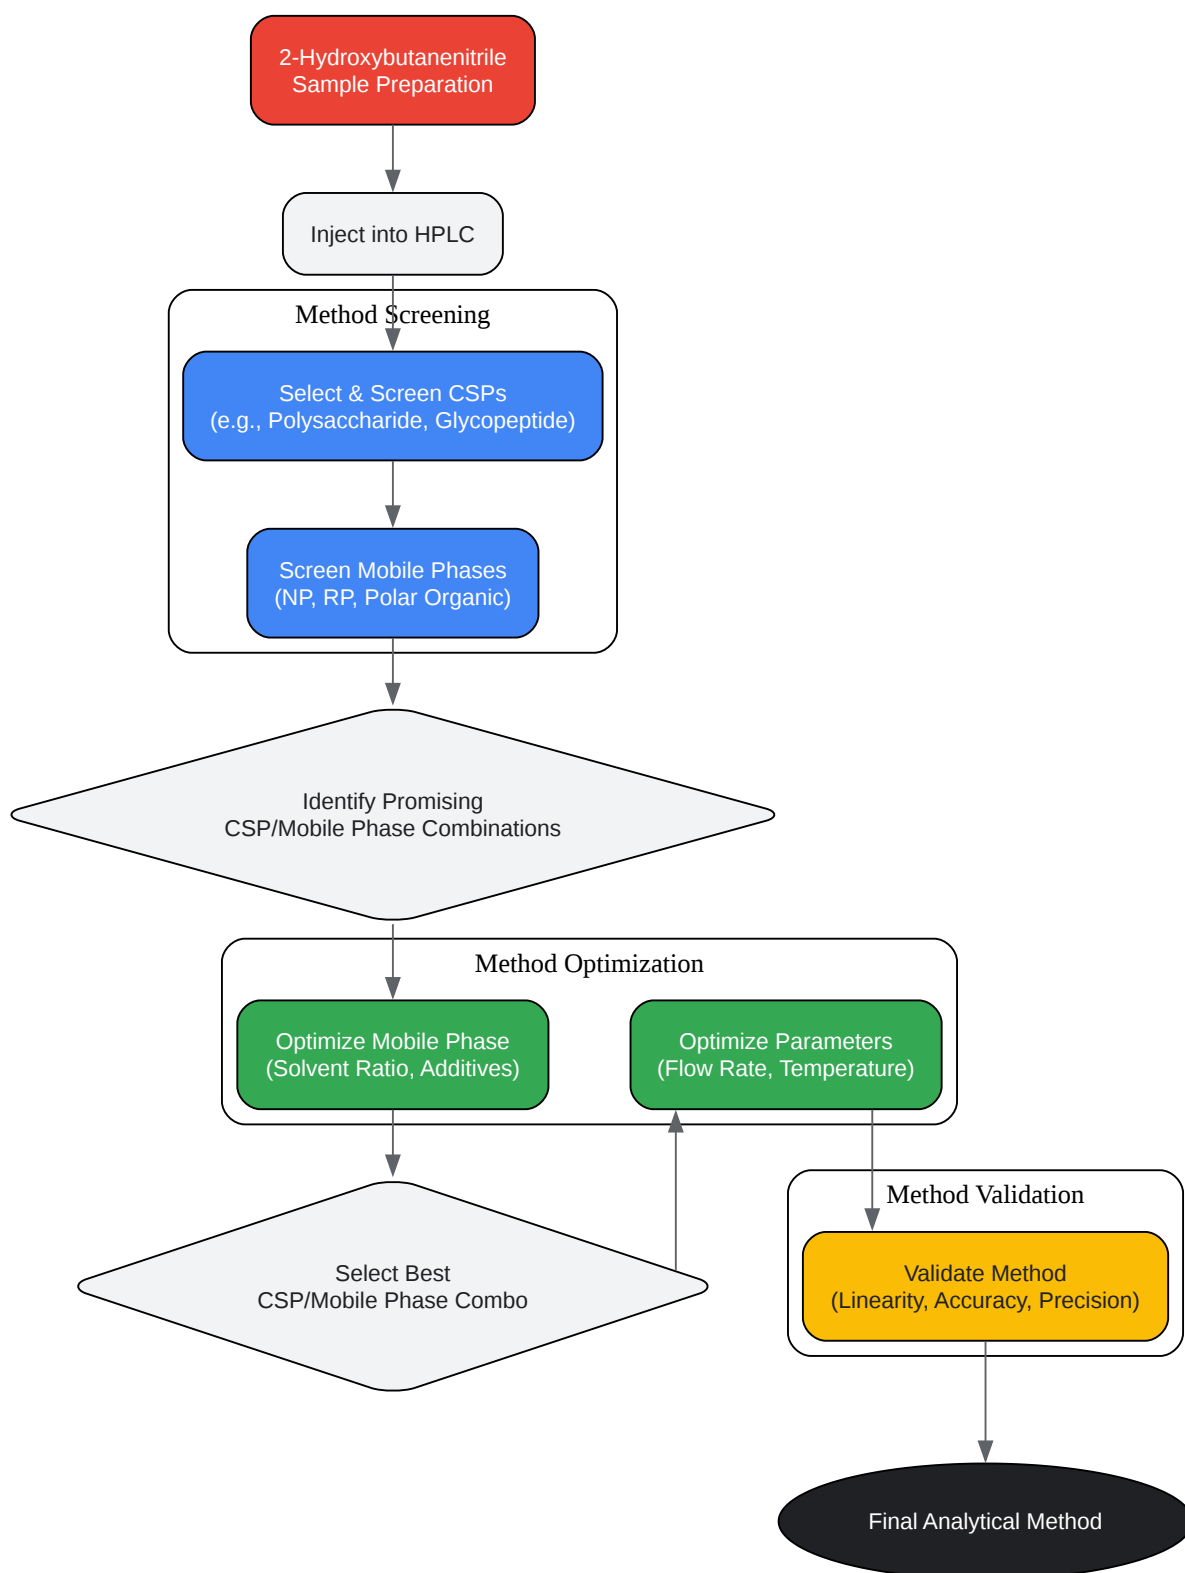 2-Hydroxybutanenitrile
Sample Preparation
Inject into HPLC
Method Screening
Select & Screen CSPs
(e.g., Polysaccharide, Glycopeptide)
Screen Mobile Phases
(NP, RP, Polar Organic)
Identify Promising
CSP/Mobile Phase Combinations
Method Optimization
Optimize Mobile Phase
(Solvent Ratio, Additives)
Optimize Parameters
(Flow Rate, Temperature)
Select Best
CSP/Mobile Phase Combo
Method Validation
Validate Method
(Linearity, Accuracy, Precision)
Final Analytical Method